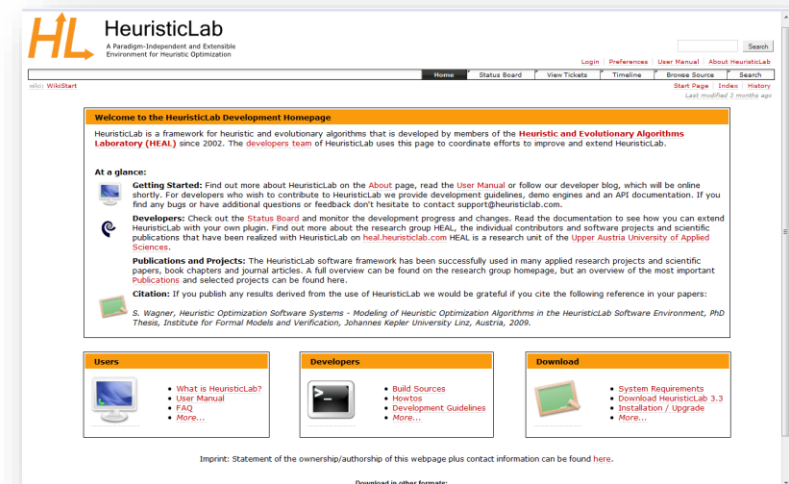 HL HeuristicLab
A Paradigm-Independent and Extensible
Environment for Heuristic Optimization
Search
Login | Preferences | User Manual | About HeuristicLab
Home Status Board View Tickets Timeline Browse Source Search
wiki: WikiStart
Start Page | Index | History
Last modified 3 months ago
Welcome to the HeuristicLab Development Homepage
HeuristicLab is a framework for heuristic and evolutionary algorithms that is developed by members of the Heuristic and Evolutionary Algorithms
Laboratory (HEAL) since 2002. The developers team of HeuristicLab uses this page to coordinate efforts to improve and extend HeuristicLab.
At a glance:
Getting Started: Find out more about HeuristicLab on the About page, read the User Manual or follow our developer blog, which will be online
shortly. For developers who wish to contribute to HeuristicLab we provide development guidelines, demo engines and an API documentation. If you
find any bugs or have additional questions or feedback don't hesitate to contact support@heuristiclab.com.
Developers: Check out the Status Board and monitor the development progress and changes. Read the documentation to see how you can extend
HeuristicLab with your own plugin. Find out more about the research group HEAL, the individual contributors and software projects and scientific
publications that have been realized with HeuristicLab on heal.heuristiclab.com HEAL is a research unit of the Upper Austria University of Applied
Sciences.
Publications and Projects: The HeuristicLab software framework has been successfully used in many applied research projects and scientific
papers, book chapters and journal articles. A full overview can be found on the research group homepage, but an overview of the most important
Publications and selected projects can be found here.
Citation: If you publish any results derived from the use of HeuristicLab we would be grateful if you cite the following reference in your papers:
S. Wagner, Heuristic Optimization Software Systems - Modeling of Heuristic Optimization Algorithms in the HeuristicLab Software Environment, PhD
Thesis, Institute for Formal Models and Verification, Johannes Kepler University Linz, Austria, 2009.
Users
What is HeuristicLab?
User Manual
FAQ
More...
Developers
Build Sources
Howtos
Development Guidelines
More...
Download
System Requirements
Download HeuristicLab 3.3
Installation / Upgrade
More...
Imprint: Statement of the ownership/authorship of this webpage plus contact information can be found here.
Download in other formats: